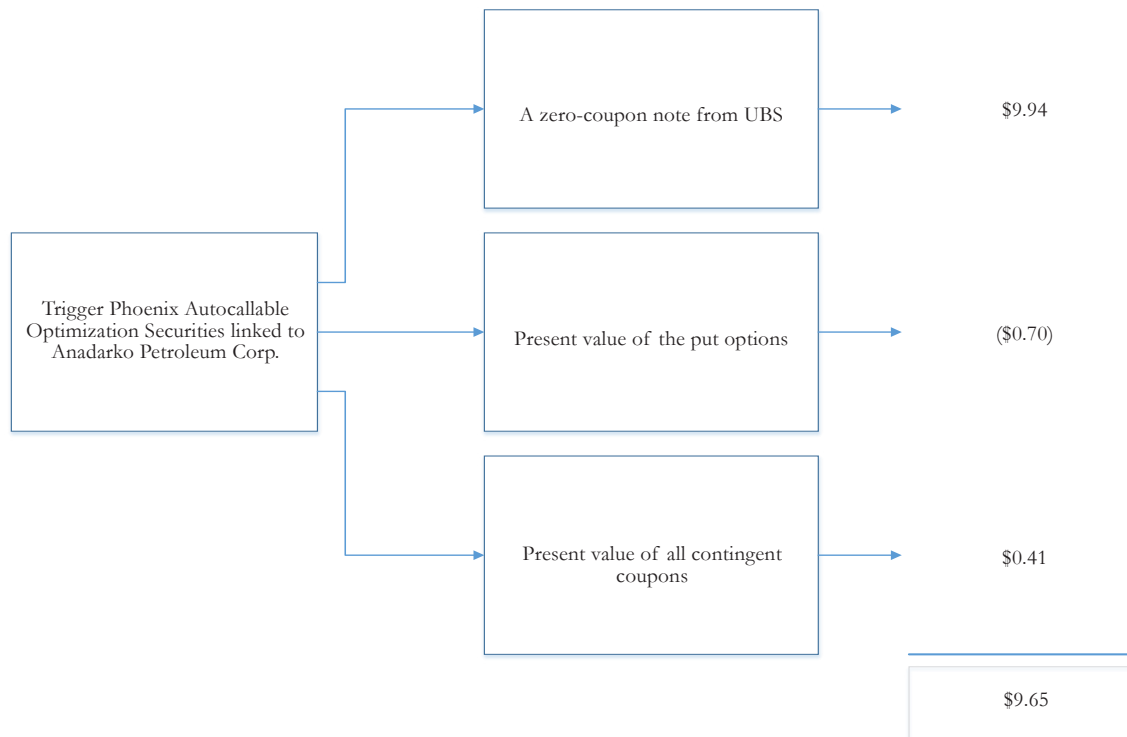 A zero-coupon note from UBS
$9.94
Trigger Phoenix Autocallable
Optimization Securities linked to
Anadarko Petroleum Corp.
Present value of the put options
($0.70)
Present value of all contingent
coupons
$0.41
$9.65